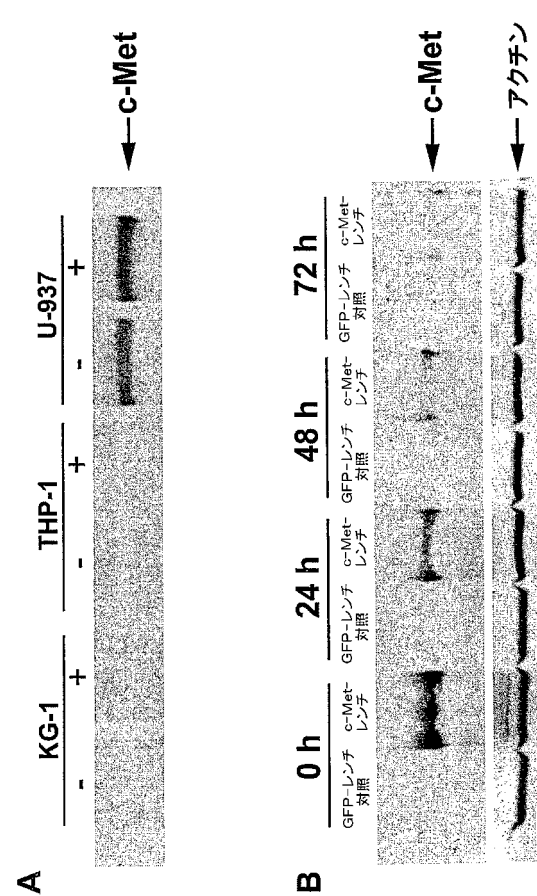 A
KG-1 THP-1 U-937
- + - + - +
c-Met
B
0 h 24 h 48 h 72 h
GFP-レンチ対照 c-Met-レンチ GFP-レンチ対照 c-Met-レンチ GFP-レンチ対照 c-Met-レンチ GFP-レンチ対照 c-Met-レンチ
c-Met
アクチン